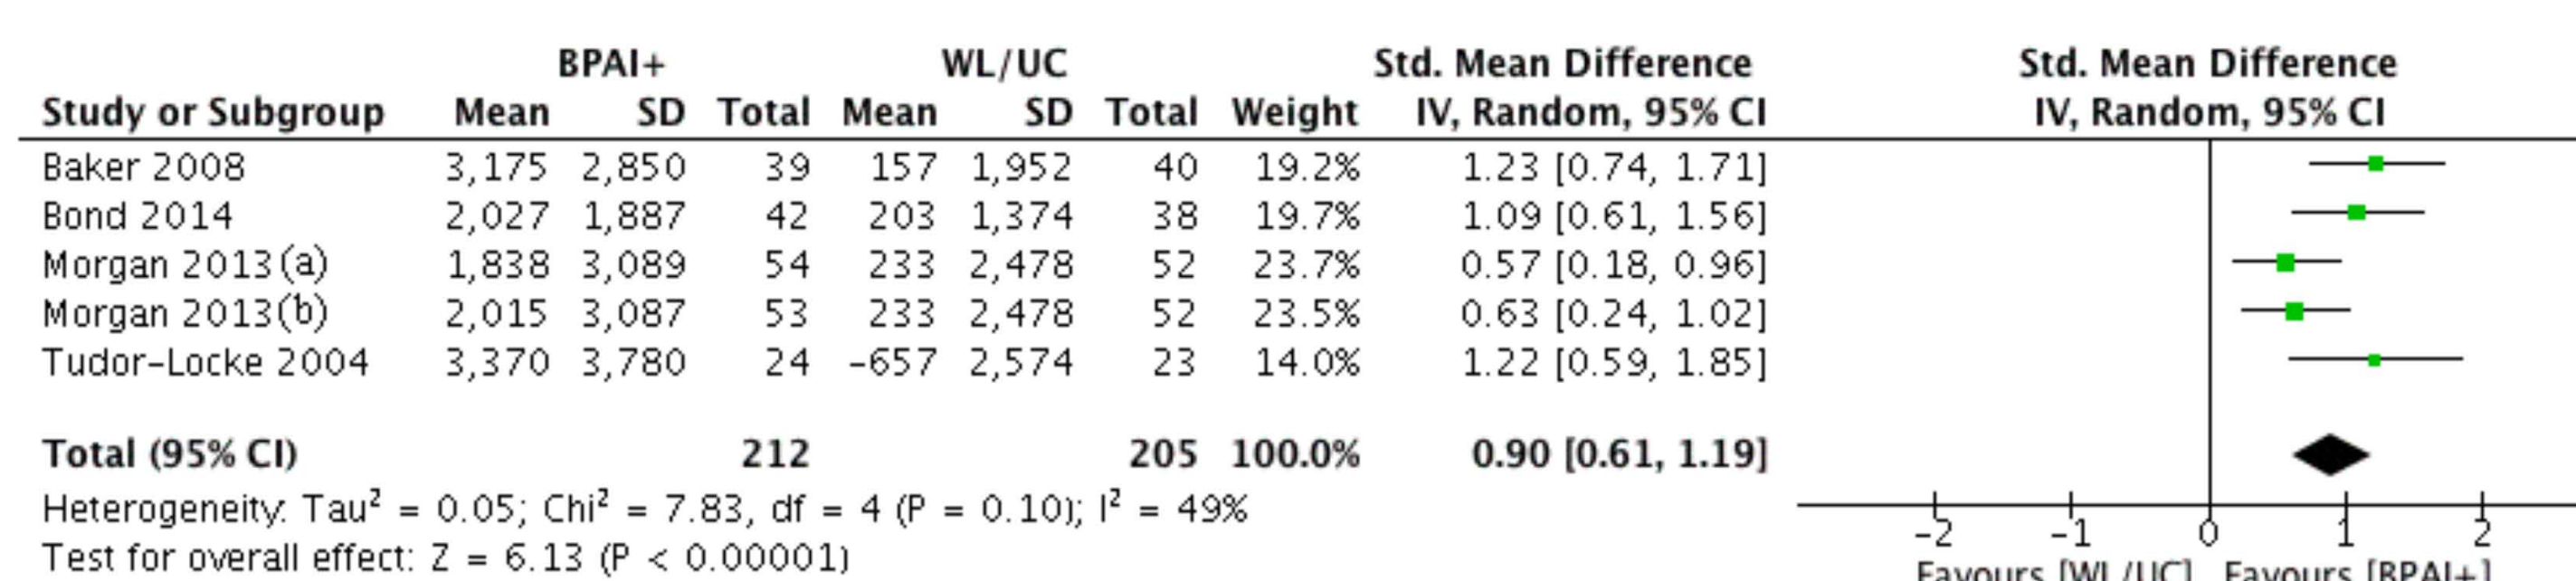 BPAI+ WL/UC Std. Mean Difference Std. Mean Difference
Study or Subgroup Mean SD Total Mean SD Total Weight IV, Random, 95% CI IV, Random, 95% CI
Baker 2008 3,175 2,850 39 157 1,952 40 19.2% 1.23 [0.74, 1.71]
Bond 2014 2,027 1,887 42 203 1,374 38 19.7% 1.09 [0.61, 1.56]
Morgan 2013(a) 1,838 3,089 54 233 2,478 52 23.7% 0.57 [0.18, 0.96]
Morgan 2013(b) 2,015 3,087 53 233 2,478 52 23.5% 0.63 [0.24, 1.02]
Tudor–Locke 2004 3,370 3,780 24 –657 2,574 23 14.0% 1.22 [0.59, 1.85]
Total (95% CI) 212 205 100.0% 0.90 [0.61, 1.19]
Heterogeneity: Tau² = 0.05; Chi² = 7.83, df = 4 (P = 0.10); I² = 49%
Test for overall effect: Z = 6.13 (P < 0.00001)
–2 –1 0 1 2
Favours [WL/UC] Favours [BPAI+]